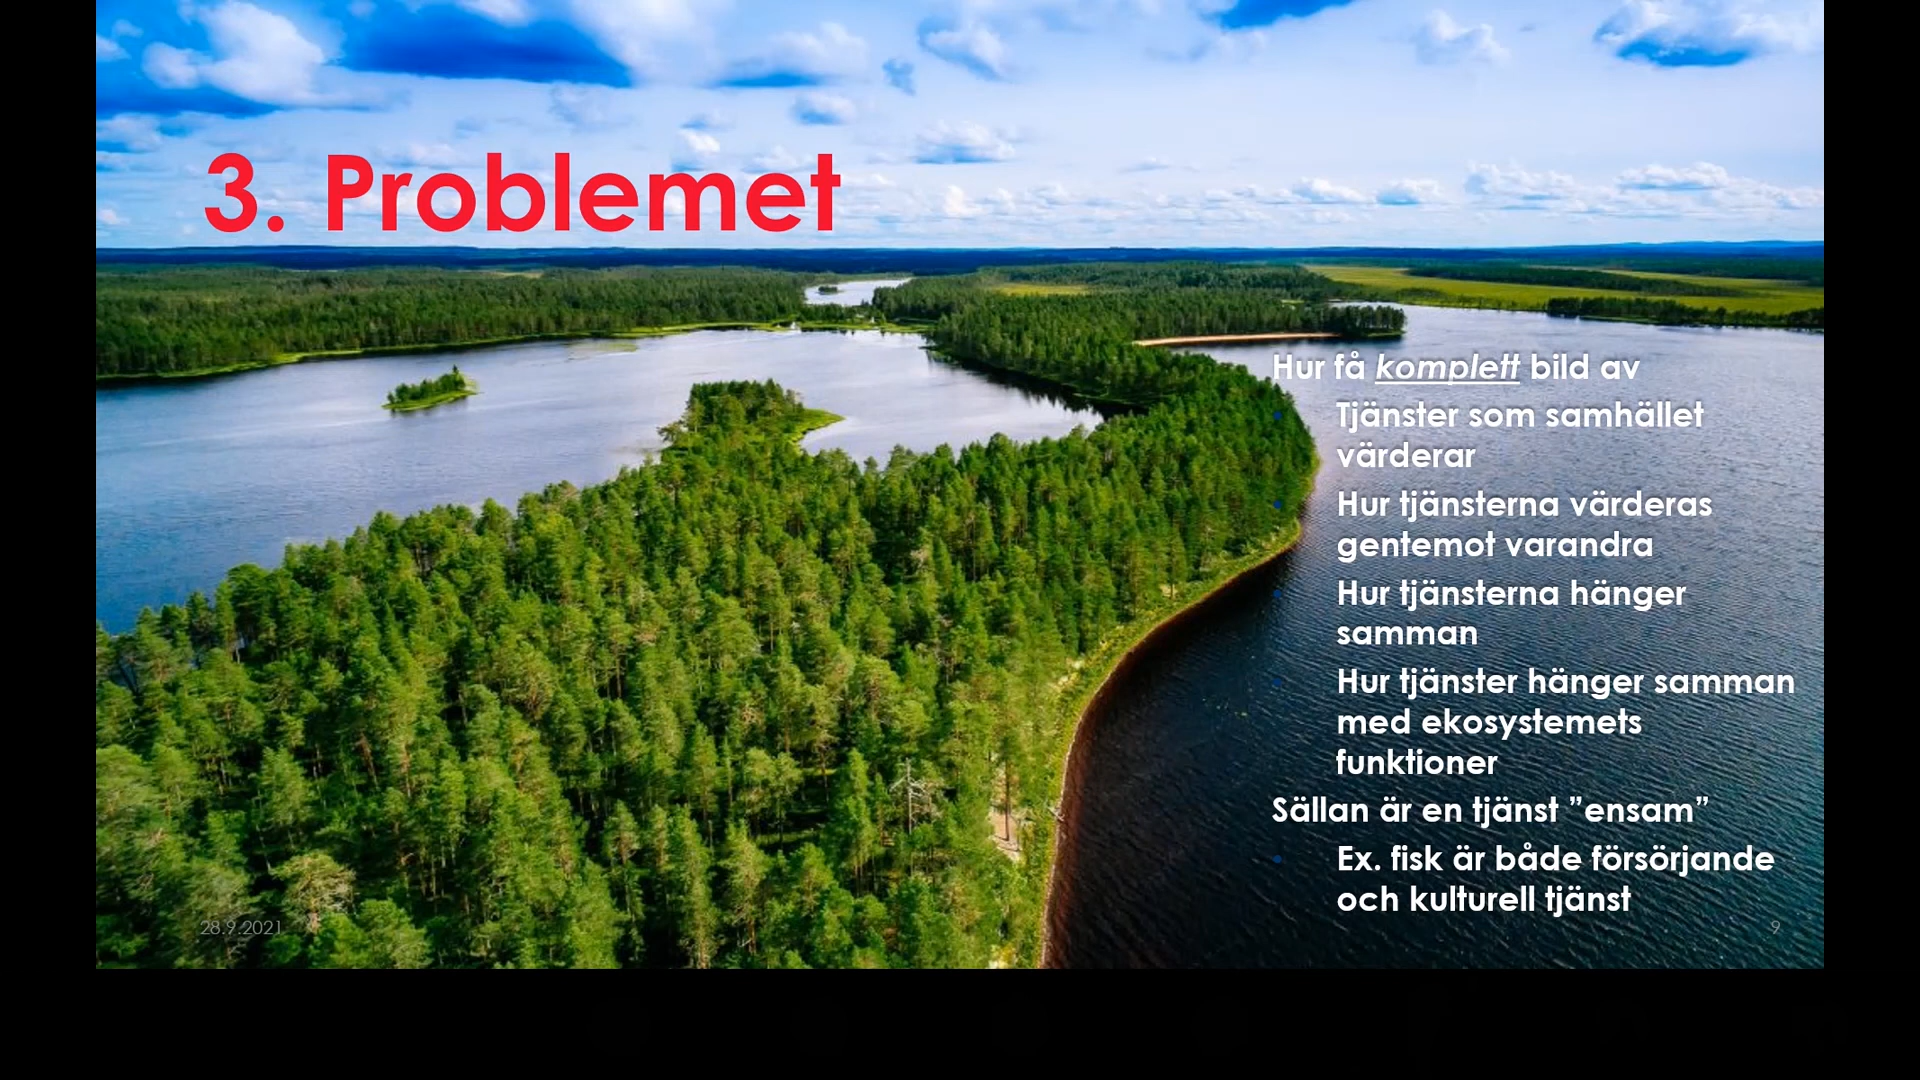 3. Problemet
Hur få komplett bild av
• Tjänster som samhället
värderar
• Hur tjänsterna värderas
gentemot varandra
• Hur tjänsterna hänger
samman
• Hur tjänster hänger samman
med ekosystemets
funktioner
Sällan är en tjänst ”ensam”
• Ex. fisk är både försörjande
och kulturell tjänst
28.9.2021
9